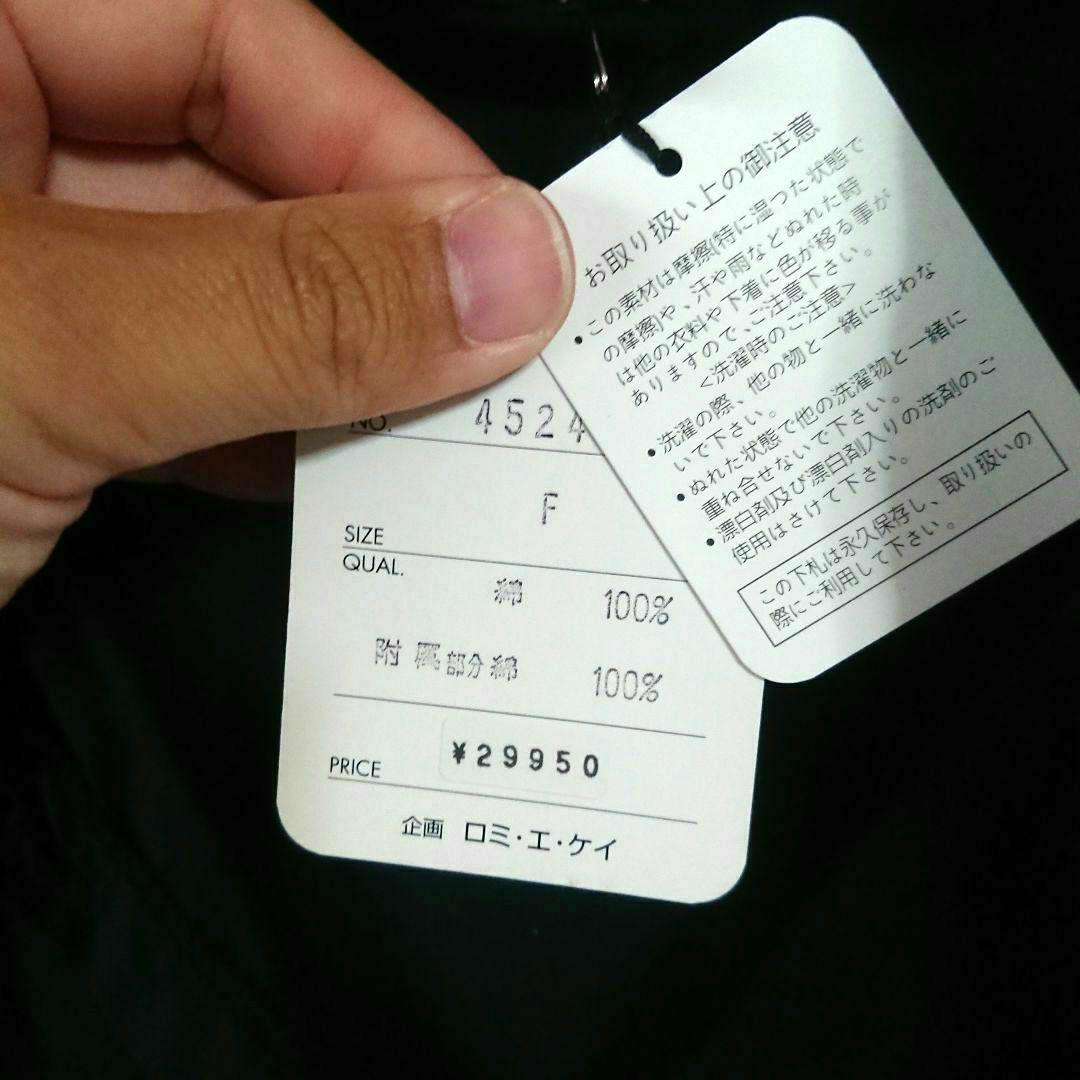 お取り扱い上の御注意
•この素材は摩擦(特に湿つた状態で
の摩擦)や、汗や雨などぬれた時
は他の衣料や下着に色が移る事が
ありますので、ご注意下さい。
<洗濯時のご注意>
•洗濯の際、他の物と一緒に洗わな
いで下さい。
•ぬれた状態で他の洗濯物と一緒に
重ね合せないで下さい。
•漂白剤及び漂白剤入りの洗剤のご
使用はさけて下さい。
この下札は永久保存し、取り扱いの
際にご利用して下さい。
NO. 4524
SIZE F
QUAL.
綿 100%
附属部分綿 100%
PRICE ¥29950
企画 ロミ・エ・ケイ